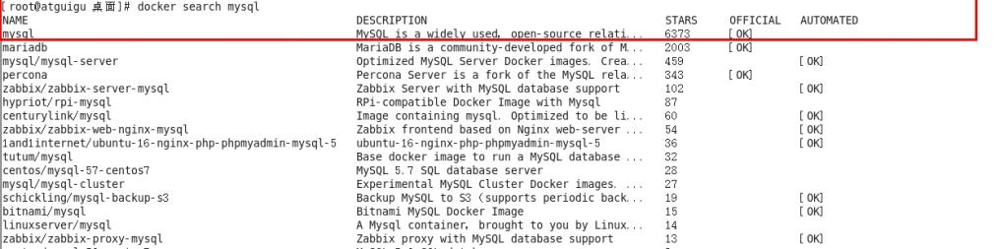 [root@atguigu 桌面]# docker search mysql
NAME DESCRIPTION STARS OFFICIAL AUTOMATED
mysql MySQL is a widely used, open-source relati... 6373 [OK]
mariadb MariaDB is a community-developed fork of M... 2003 [OK]
mysql/mysql-server Optimized MySQL Server Docker images. Crea... 459 [OK]
percona Percona Server is a fork of the MySQL rela... 343 [OK]
zabbix/zabbix-server-mysql Zabbix Server with MySQL database support 102 [OK]
hypriot/rpi-mysql RPi-compatible Docker Image with Mysql 87
centurylink/mysql Image containing mysql. Optimized to be li... 60 [OK]
zabbix/zabbix-web-nginx-mysql Zabbix frontend based on Nginx web-server ... 54 [OK]
1and1internet/ubuntu-16-nginx-php-phpmyadmin-mysql-5 ubuntu-16-nginx-php-phpmyadmin-mysql-5 36 [OK]
tutum/mysql Base docker image to run a MySQL database ... 32
centos/mysql-57-centos7 MySQL 5.7 SQL database server 28
mysql/mysql-cluster Experimental MySQL Cluster Docker images. ... 27
schickling/mysql-backup-s3 Backup MySQL to S3 (supports periodic back... 19 [OK]
bitnami/mysql Bitnami MySQL Docker Image 15 [OK]
linuxserver/mysql A Mysql container, brought to you by Linux... 14
zabbix/zabbix-proxy-mysql Zabbix proxy with MySQL database support 13 [OK]